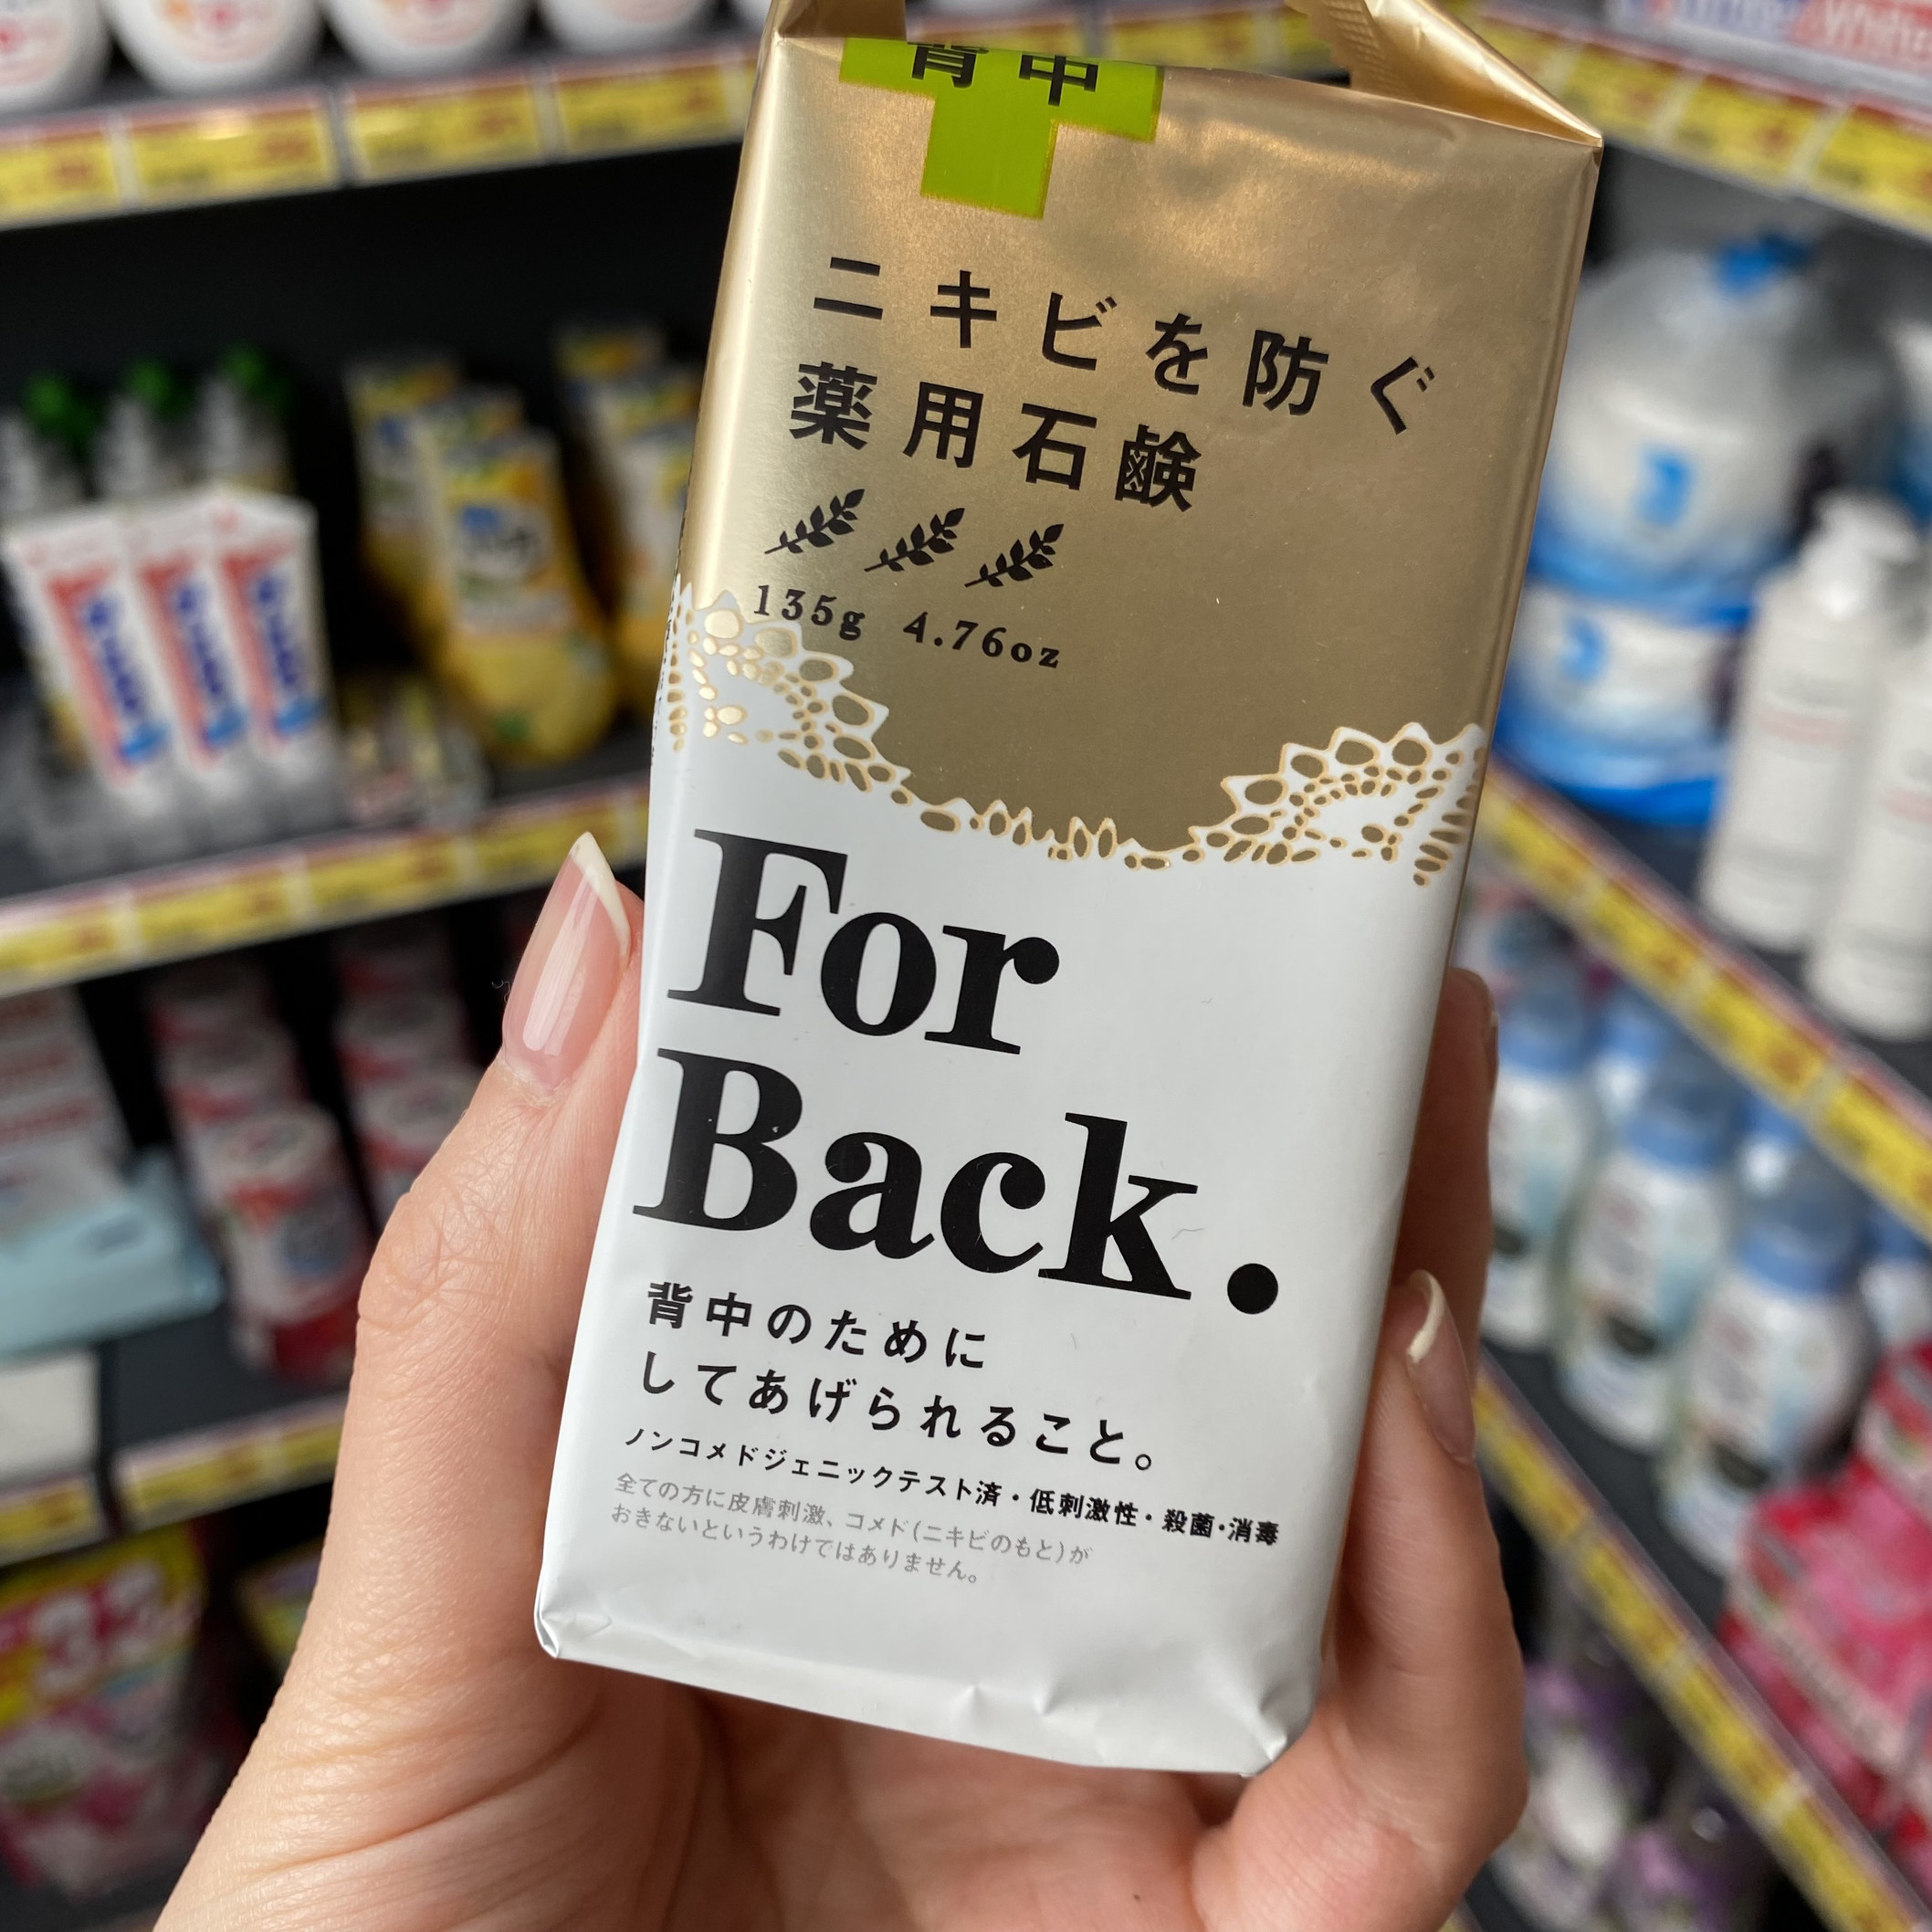 背中
ニキビを防ぐ
薬用石鹸
135g 4.76oz
For
Back.
背中のために
してあげられること。
ノンコメドジェニックテスト済・低刺激性・殺菌・消毒
全ての方に皮膚刺激、コメド(ニキビのもと)が
おきないというわけではありません。